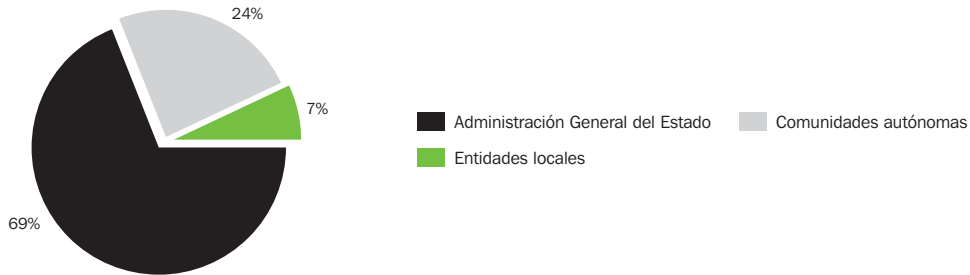 24%
7%
69%
Administración General del Estado
Comunidades autónomas
Entidades locales